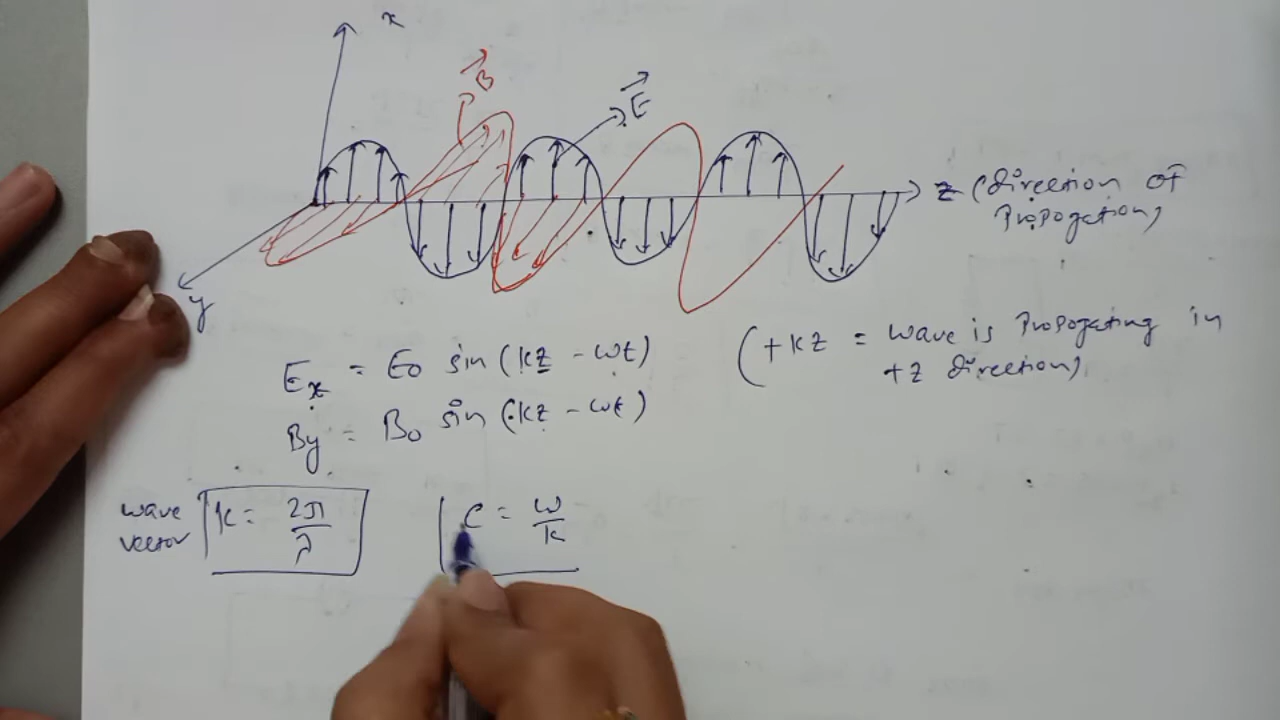 x
B
E
z (direction of
Propogation)
y
Ex = E0 sin (kz - ωt)
(+kz = wave is Propogating in
+z direction)
By = B0 sin (kz - ωt)
wave
vector
k = 2π/λ
c = ω/k